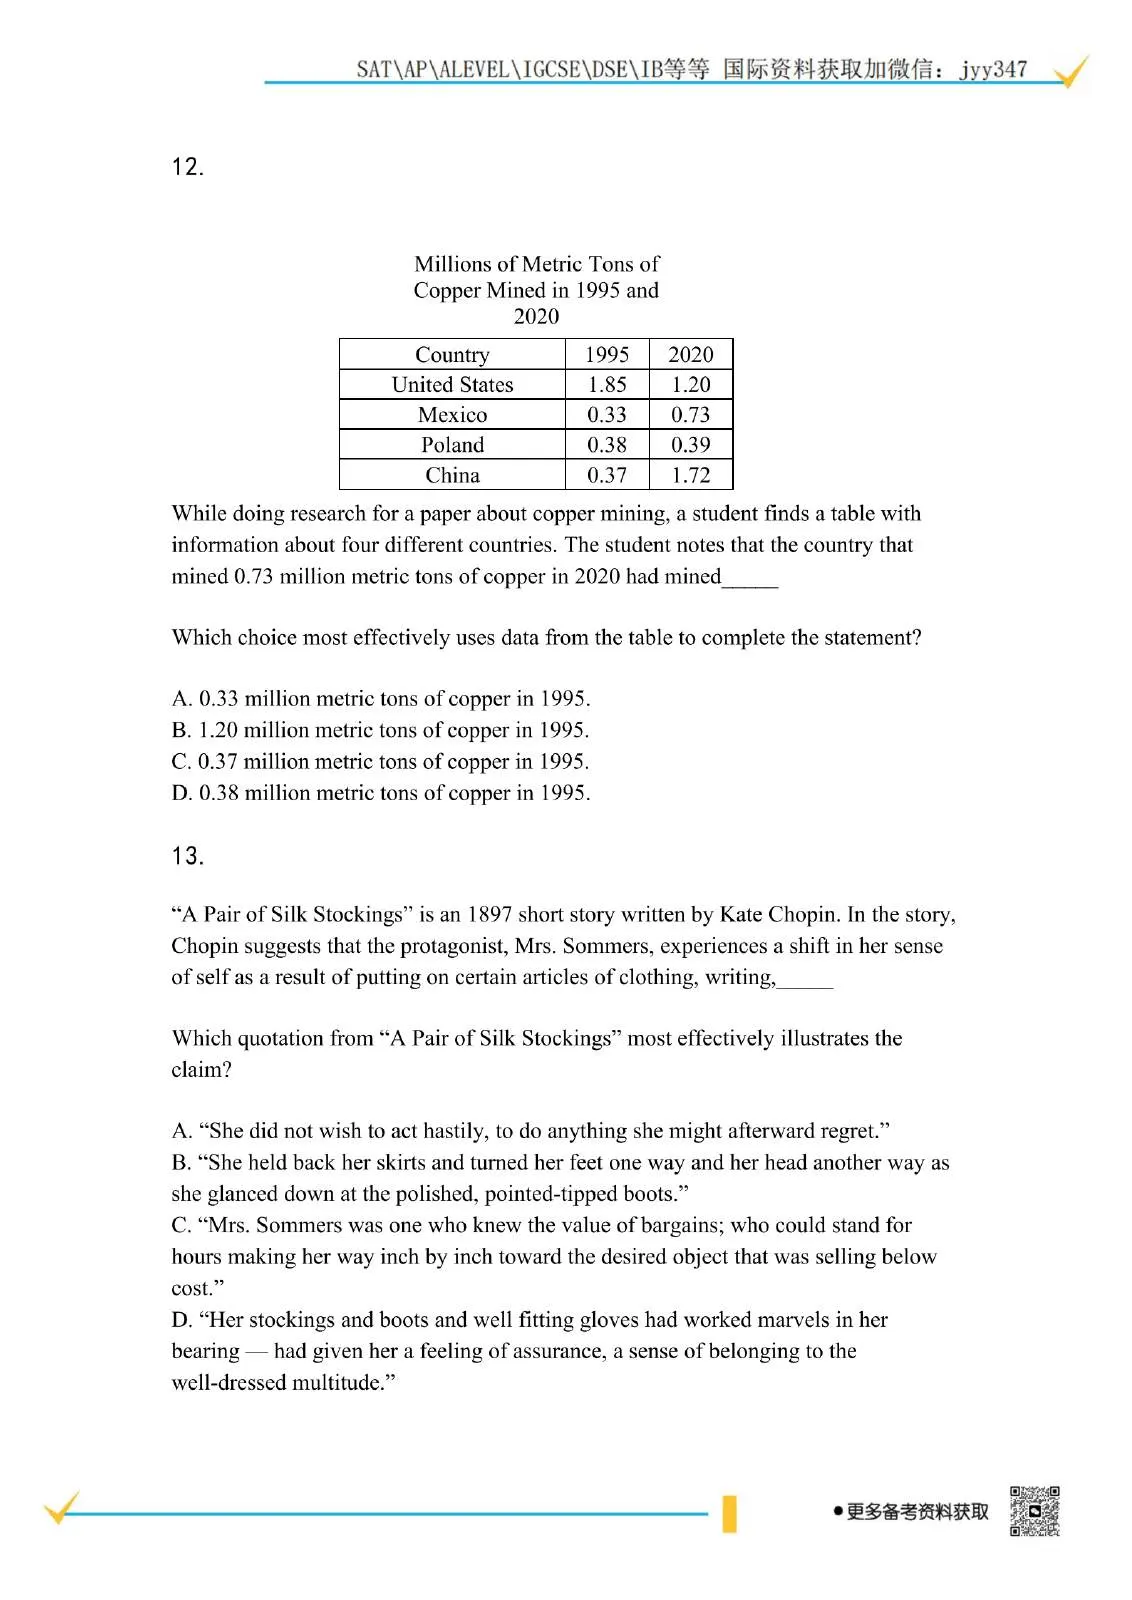 SAT\AP\ALEVEL\IGCSE\DSE\IB等等 国际资料获取加微信：jyy347
12.
Millions of Metric Tons of
Copper Mined in 1995 and
2020
Country 1995 2020
United States 1.85 1.20
Mexico 0.33 0.73
Poland 0.38 0.39
China 0.37 1.72
While doing research for a paper about copper mining, a student finds a table with
information about four different countries. The student notes that the country that
mined 0.73 million metric tons of copper in 2020 had mined_____
Which choice most effectively uses data from the table to complete the statement?
A. 0.33 million metric tons of copper in 1995.
B. 1.20 million metric tons of copper in 1995.
C. 0.37 million metric tons of copper in 1995.
D. 0.38 million metric tons of copper in 1995.
13.
“A Pair of Silk Stockings” is an 1897 short story written by Kate Chopin. In the story,
Chopin suggests that the protagonist, Mrs. Sommers, experiences a shift in her sense
of self as a result of putting on certain articles of clothing, writing,_____
Which quotation from “A Pair of Silk Stockings” most effectively illustrates the
claim?
A. “She did not wish to act hastily, to do anything she might afterward regret.”
B. “She held back her skirts and turned her feet one way and her head another way as
she glanced down at the polished, pointed-tipped boots.”
C. “Mrs. Sommers was one who knew the value of bargains; who could stand for
hours making her way inch by inch toward the desired object that was selling below
cost.”
D. “Her stockings and boots and well fitting gloves had worked marvels in her
bearing — had given her a feeling of assurance, a sense of belonging to the
well-dressed multitude.”
●更多备考资料获取